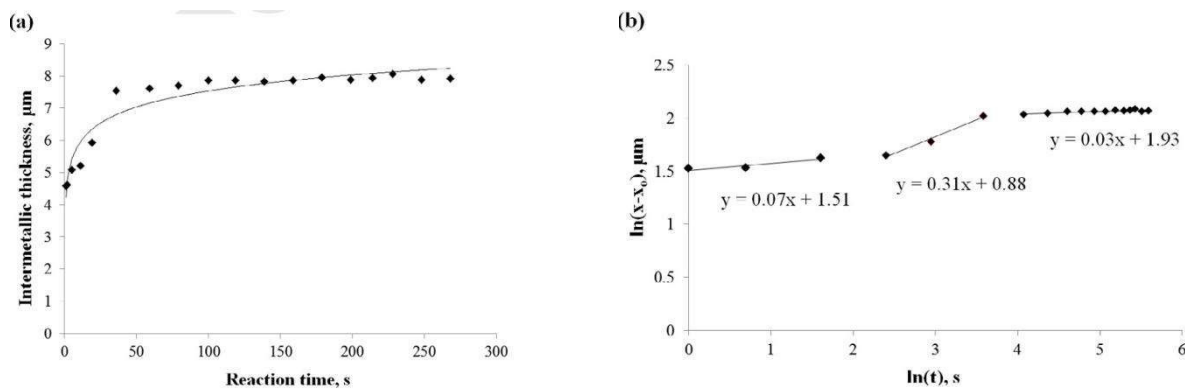 (a)
9
8
7
6
5
4
3
2
1
0
0 50 100 150 200 250 300
Intermetallic thickness, µm
Reaction time, s
(b)
2.5
2
1.5
1
0.5
0
0 1 2 3 4 5 6
ln(x-xo), µm
ln(t), s
y = 0.07x + 1.51
y = 0.31x + 0.88
y = 0.03x + 1.93